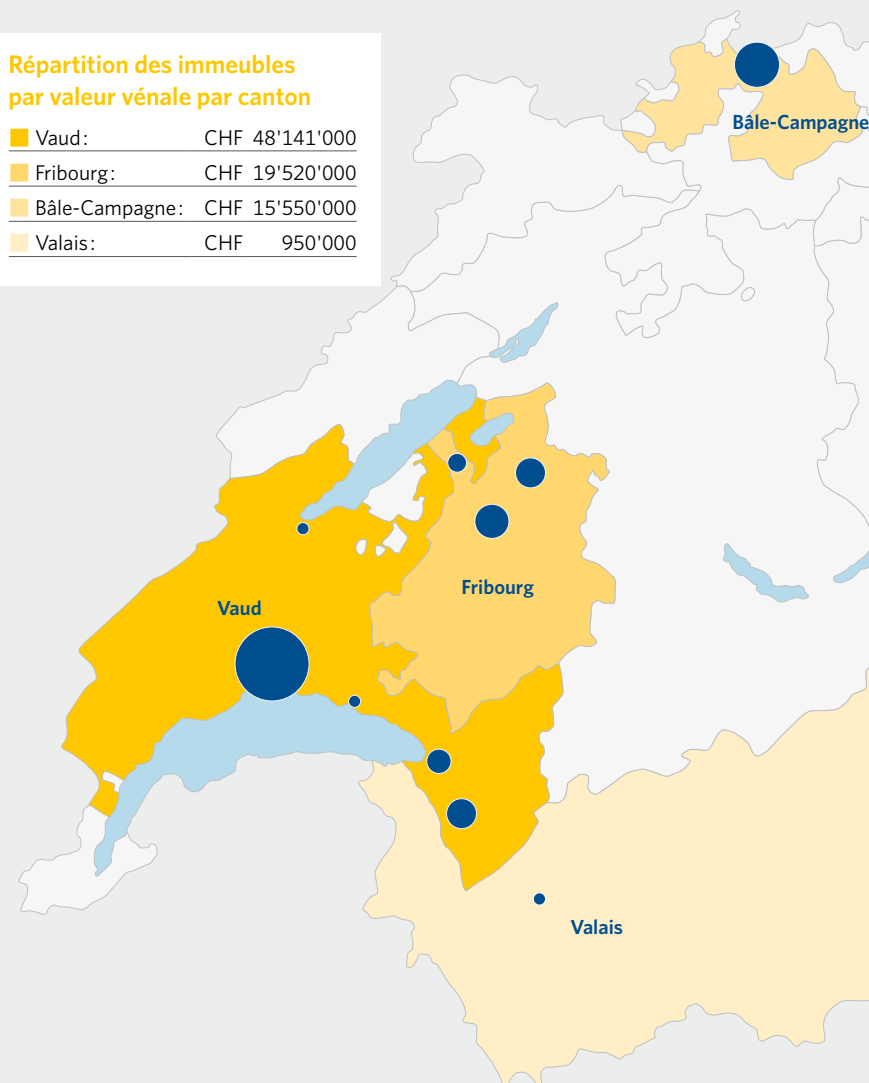 Répartition des immeubles
par valeur vénale par canton
Vaud: CHF 48'141'000
Fribourg: CHF 19'520'000
Bâle-Campagne: CHF 15'550'000
Valais: CHF 950'000
Bâle-Campagne
Fribourg
Vaud
Valais